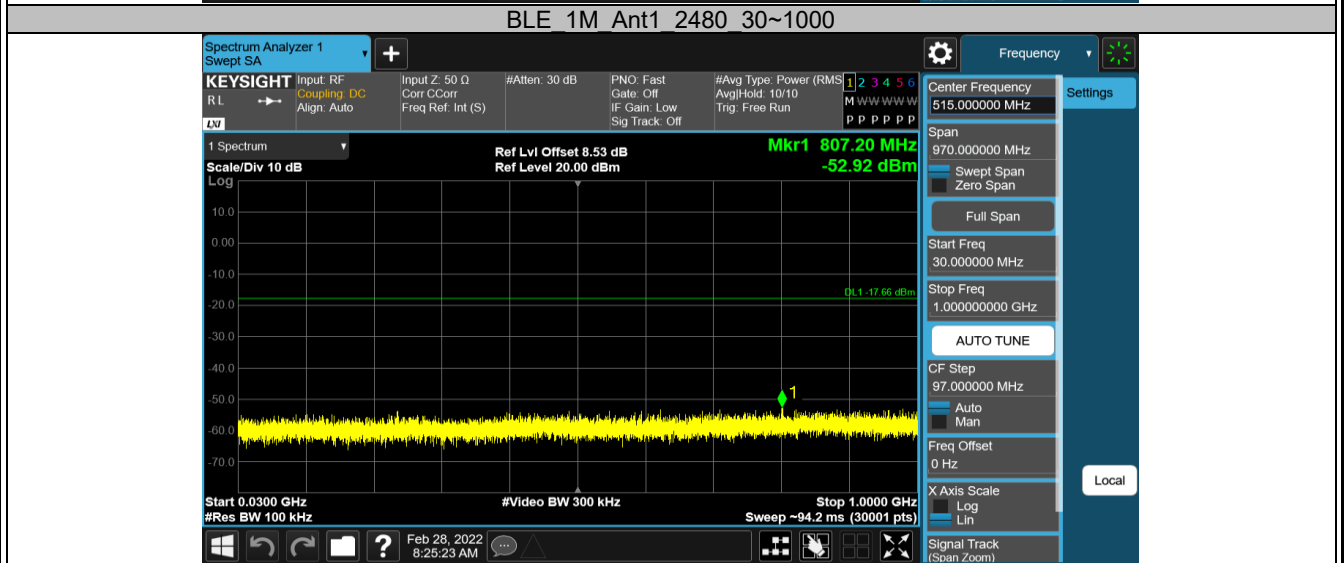 BLE_1M_Ant1_2480_30~1000
Spectrum Analyzer 1
Swept SA
+
Frequency
KEYSIGHT
RL
LXI
Input: RF
Coupling: DC
Align: Auto
Input Z: 50 Ω
Corr CCorr
Freq Ref: Int (S)
#Atten: 30 dB
PNO: Fast
Gate: Off
IF Gain: Low
Sig Track: Off
#Avg Type: Power (RMS
Avg|Hold: 10/10
Trig: Free Run
1 2 3 4 5 6
M W W W W W
P P P P P P
1 Spectrum
Scale/Div 10 dB
Log
Ref Lvl Offset 8.53 dB
Ref Level 20.00 dBm
Mkr1 807.20 MHz
-52.92 dBm
10.0
0.00
-10.0
DL1 -17.66 dBm
-20.0
-30.0
-40.0
1
-50.0
-60.0
-70.0
Start 0.0300 GHz
#Res BW 100 kHz
#Video BW 300 kHz
Stop 1.0000 GHz
Sweep ~94.2 ms (30001 pts)
?
Feb 28, 2022
8:25:23 AM
Center Frequency
515.000000 MHz
Span
970.000000 MHz
Swept Span
Zero Span
Full Span
Start Freq
30.000000 MHz
Stop Freq
1.000000000 GHz
AUTO TUNE
CF Step
97.000000 MHz
Auto
Man
Freq Offset
0 Hz
X Axis Scale
Log
Lin
Signal Track
(Span Zoom)
Settings
Local